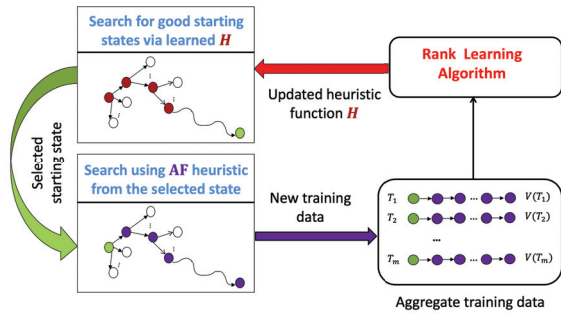 Search for good starting
states via learned H
Rank Learning
Algorithm
Updated heuristic
function H
Selected
starting state
Search using AF heuristic
from the selected state
New training
data
T1 ... V(T1)
T2 ... V(T2)
...
Tm ... V(Tm)
Aggregate training data